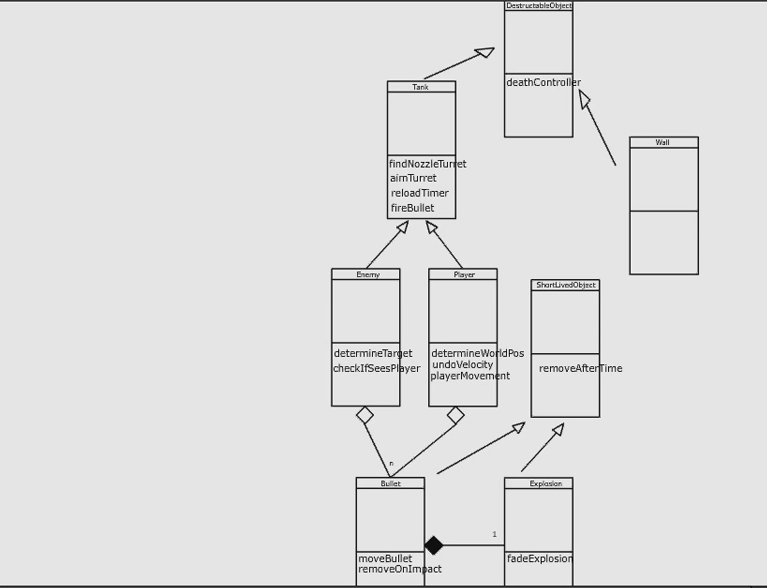 DestructableObject
deathController
Tank
findNozzleTurret
aimTurret
reloadTimer
fireBullet
Wall
Enemy
determineTarget
checkIfSeesPlayer
Player
determineWorldPos
undoVelocity
playerMovement
ShortLivedObject
removeAfterTime
n
Bullet
moveBullet
removeOnImpact
1
Explosion
fadeExplosion